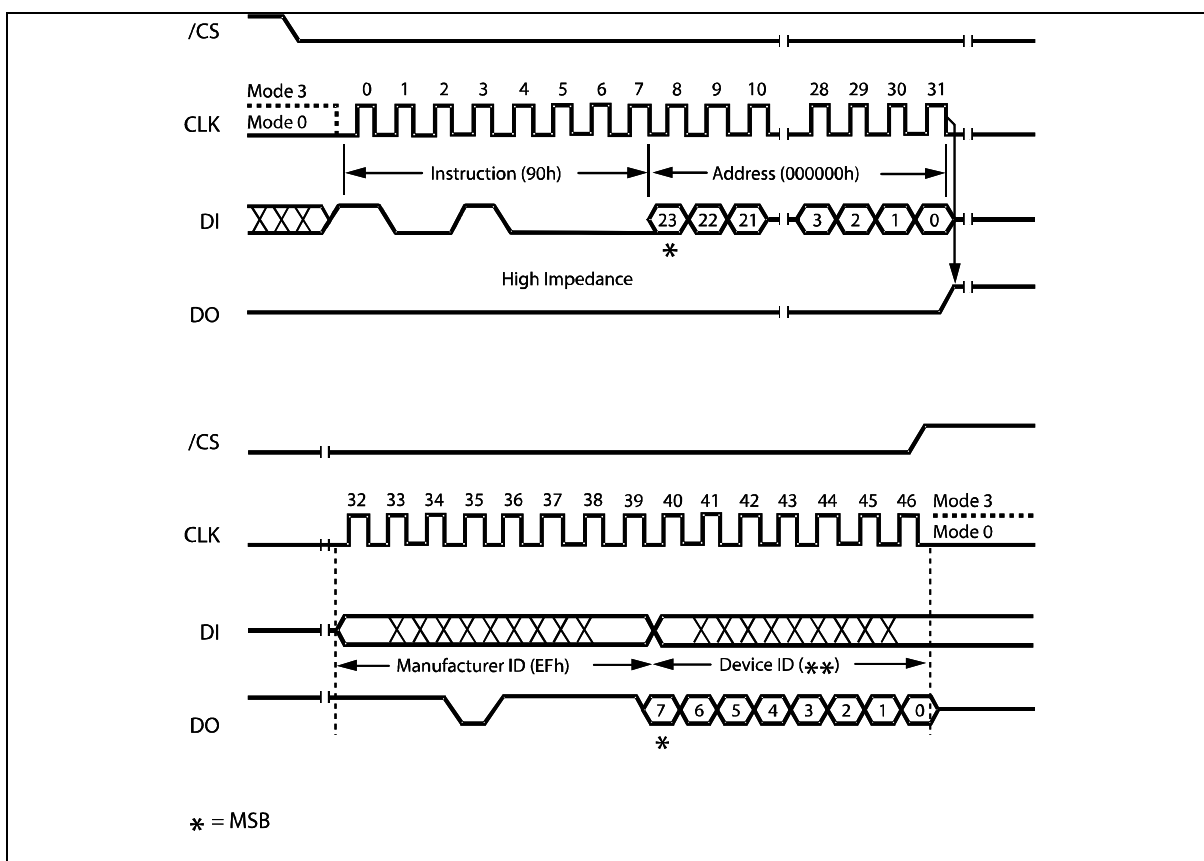 /CS
Mode 3
0 1 2 3 4 5 6 7 8 9 10 28 29 30 31
CLK
Mode 0
Instruction (90h) Address (000000h)
DI
23 22 21 3 2 1 0
*
High Impedance
DO
/CS
32 33 34 35 36 37 38 39 40 41 42 43 44 45 46
Mode 3
CLK
Mode 0
DI
Manufacturer ID (EFh) Device ID (**)
DO
7 6 5 4 3 2 1 0
*
* = MSB